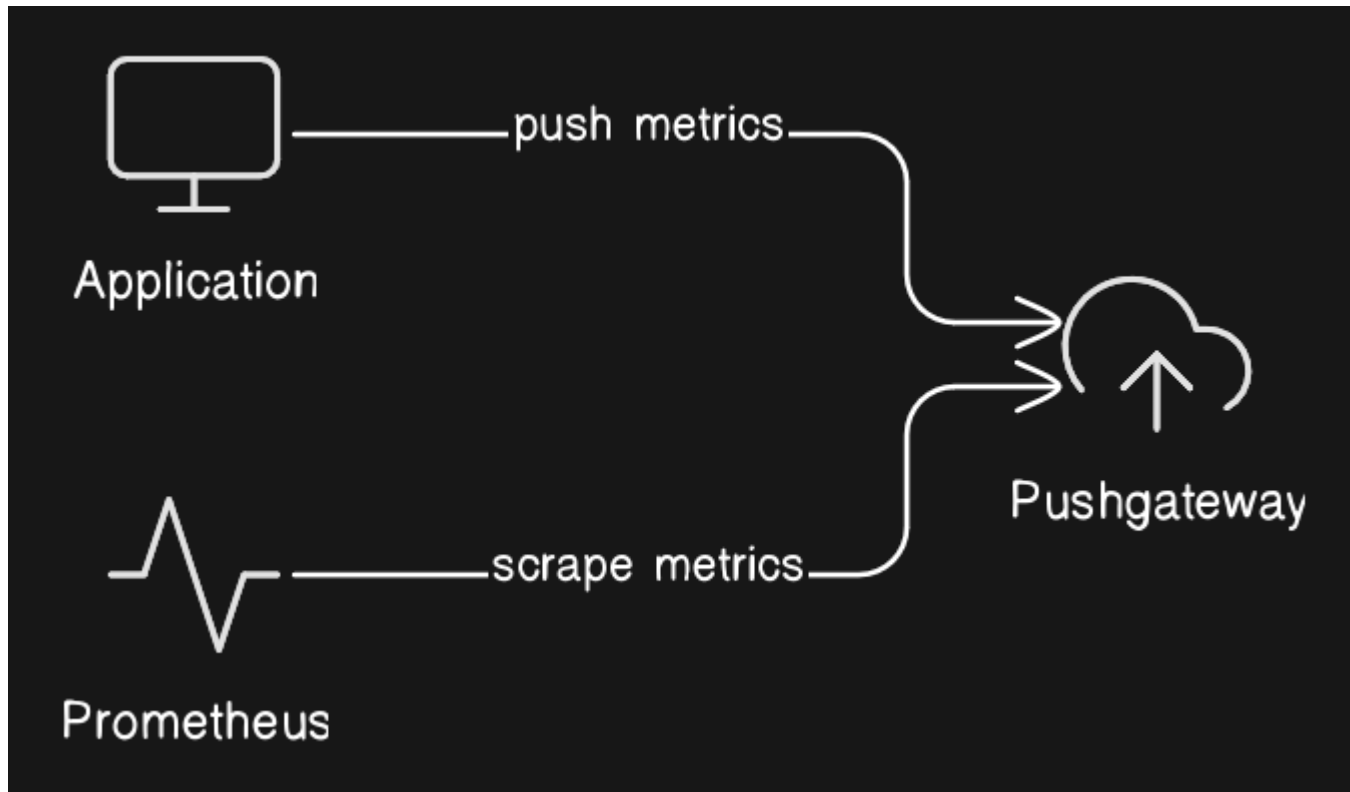 push metrics
Application
Pushgateway
scrape metrics
Prometheus